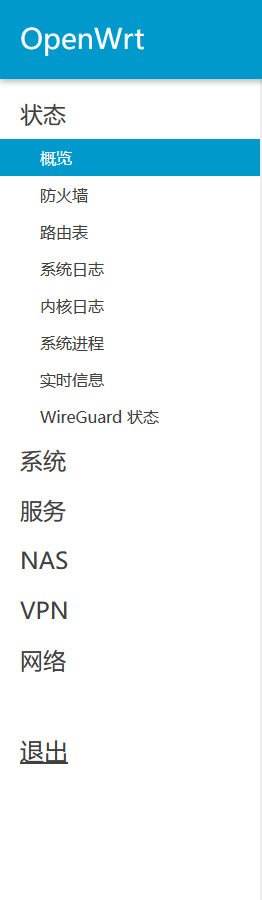 OpenWrt
状态
概览
防火墙
路由表
系统日志
内核日志
系统进程
实时信息
WireGuard 状态
系统
服务
NAS
VPN
网络
退出